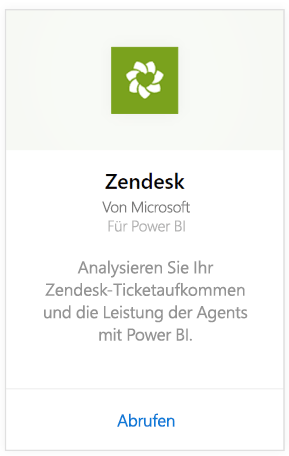 Zendesk
Von Microsoft
Für Power BI
Analysieren Sie Ihr
Zendesk-Ticketaufkommen
und die Leistung der Agents
mit Power BI.
Abrufen